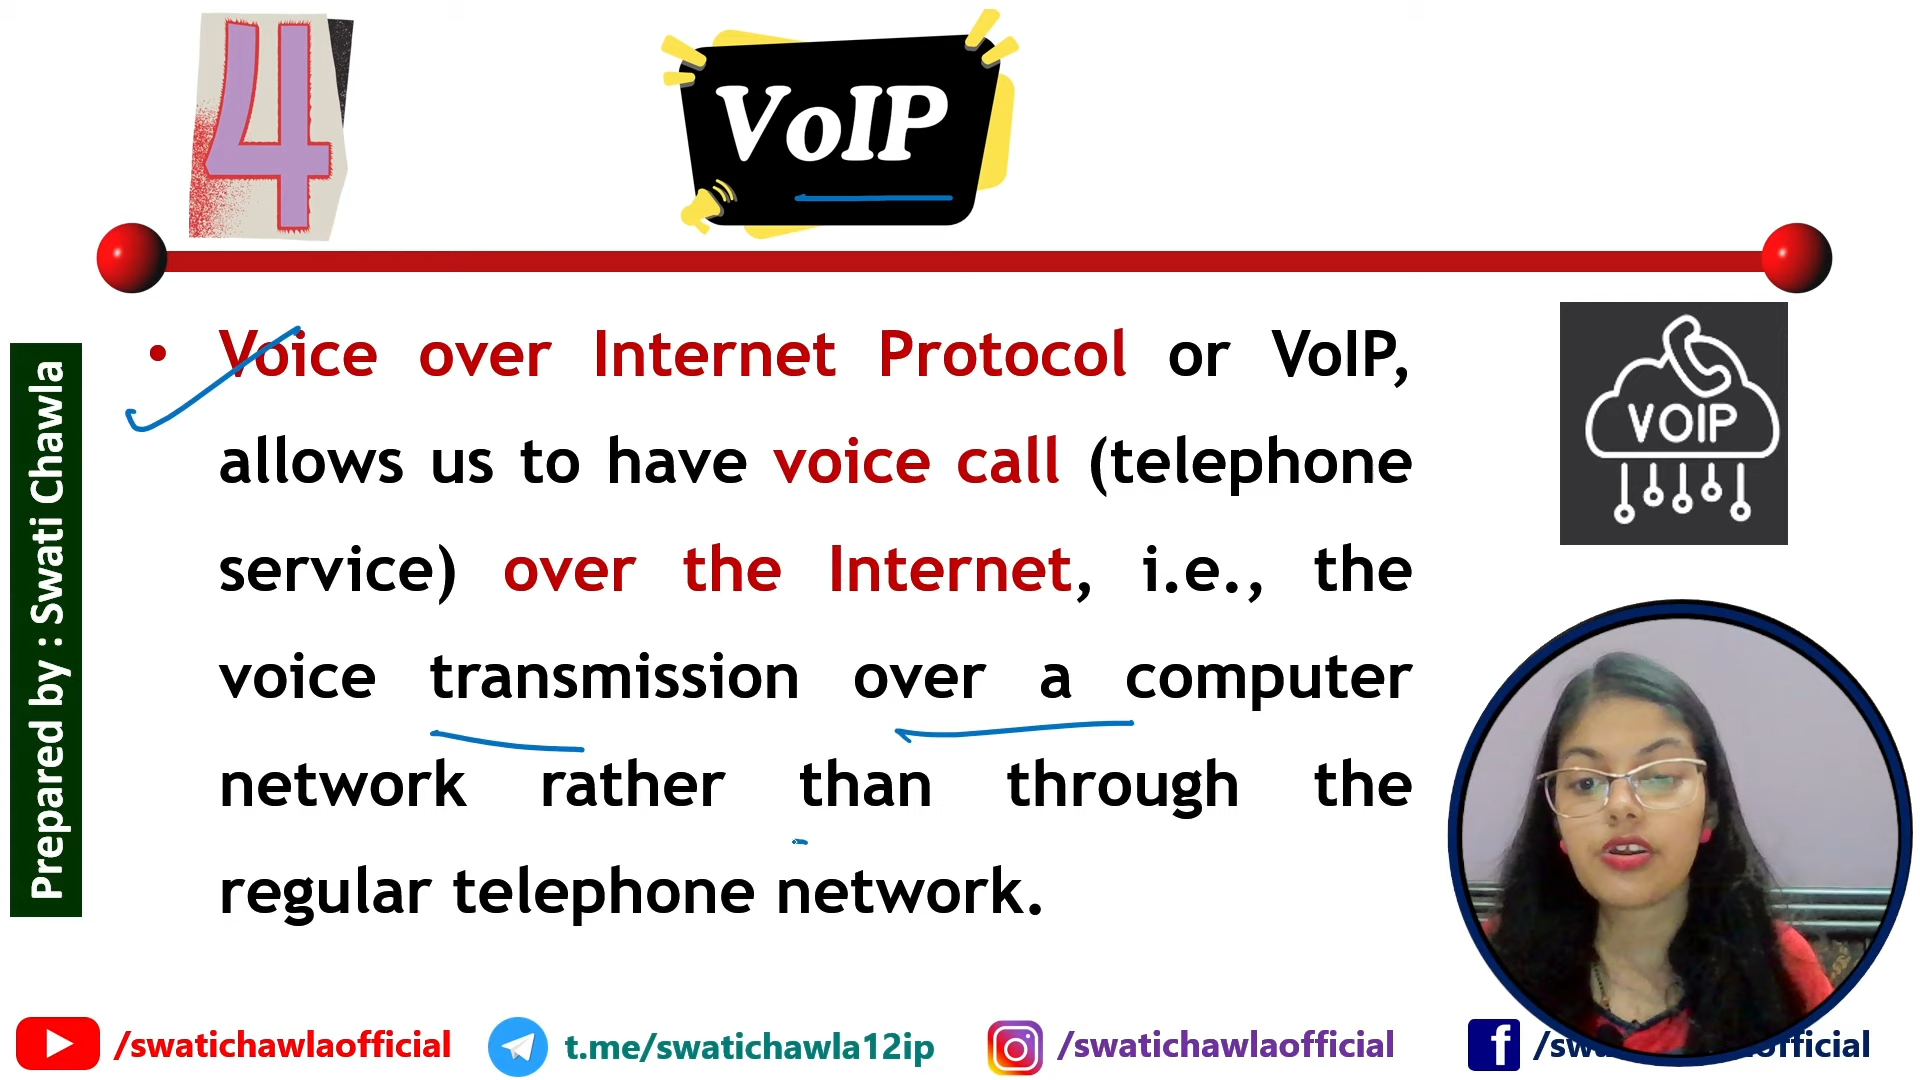 4
VoIP
• Voice over Internet Protocol or VoIP,
allows us to have voice call (telephone
service) over the Internet, i.e., the
voice transmission over a computer
network rather than through the
regular telephone network.
VOIP
Prepared by : Swati Chawla
/swatichawlaofficial
t.me/swatichawla12ip
/swatichawlaofficial